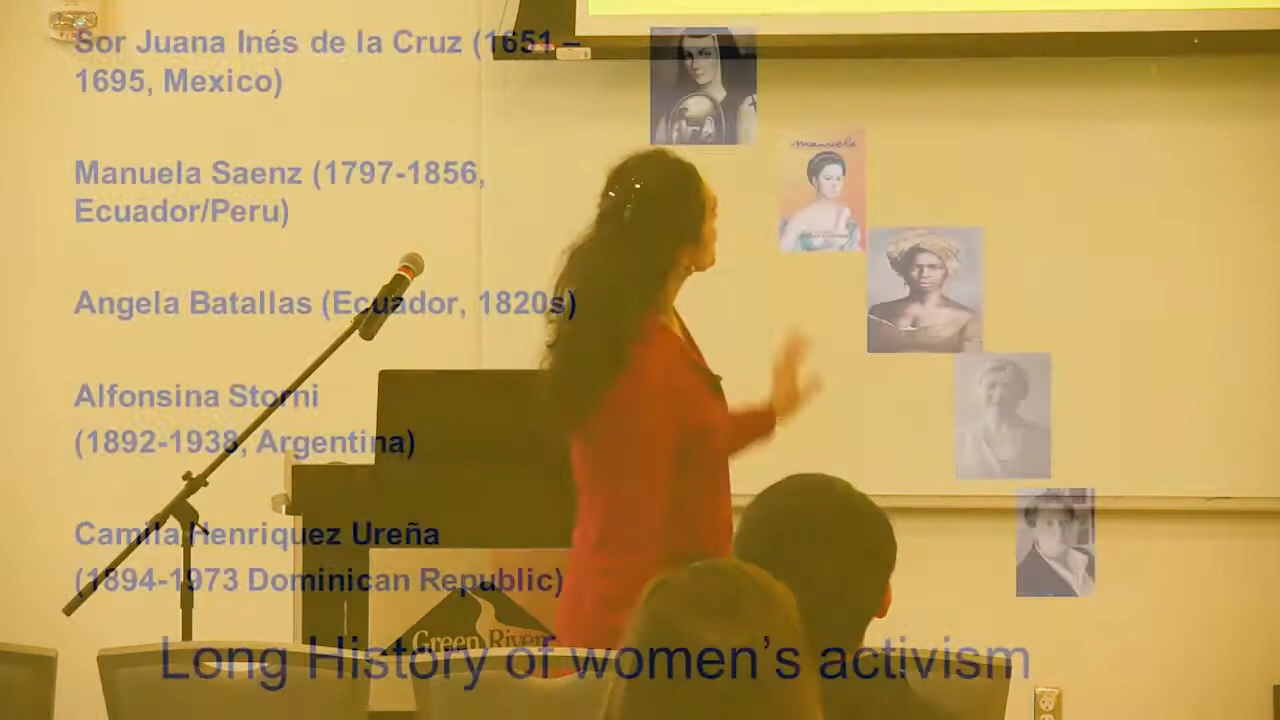 Sor Juana Inés de la Cruz (1651 –
1695, Mexico)
manuela
Manuela Saenz (1797-1856,
Ecuador/Peru)
Angela Batallas (Ecuador, 1820s)
Alfonsina Storni
(1892-1938, Argentina)
Camila Henriquez Ureña
(1894-1973 Dominican Republic)
Green River
Long History of women’s activism